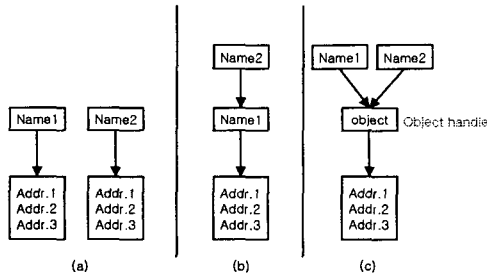 Name2
Name1 Name2
Name1 Name2
Name1
object
Object handle
Addr.1 Addr.1 Addr.1 Addr.1
Addr.2 Addr.2 Addr.2 Addr.2
Addr.3 Addr.3 Addr.3 Addr.3
(a) (b) (c)